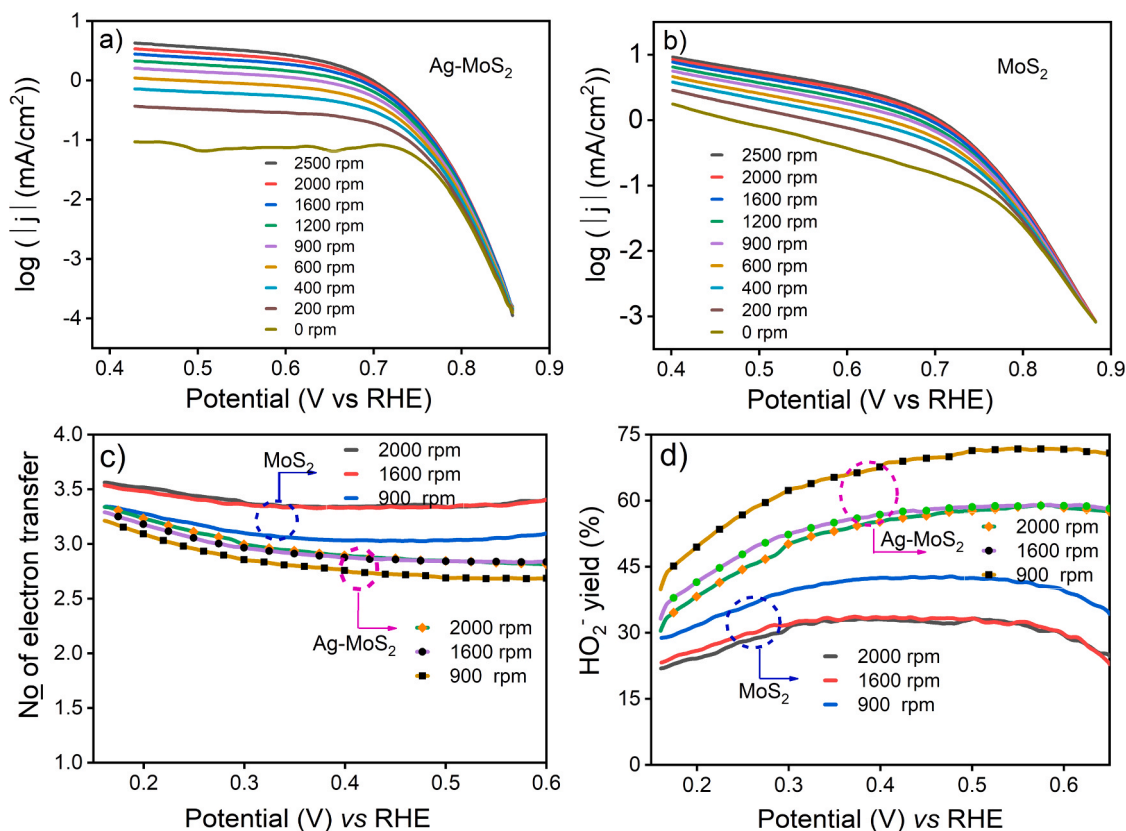 a)
Ag-MoS₂
log (|j| (mA/cm²)
1
0
-1
-2
-3
-4
2500 rpm
2000 rpm
1600 rpm
1200 rpm
900 rpm
600 rpm
400 rpm
200 rpm
0 rpm
0.4 0.5 0.6 0.7 0.8 0.9
Potential (V vs RHE)
b)
MoS₂
log (|j| (mA/cm²)
1
0
-1
-2
-3
2500 rpm
2000 rpm
1600 rpm
1200 rpm
900 rpm
600 rpm
400 rpm
200 rpm
0 rpm
0.4 0.5 0.6 0.7 0.8 0.9
Potential (V vs RHE)
c)
MoS₂
2000 rpm
1600 rpm
900 rpm
No of electron transfer
4.0
3.5
3.0
2.5
2.0
1.5
1.0
Ag-MoS₂
2000 rpm
1600 rpm
900 rpm
0.2 0.3 0.4 0.5 0.6
Potential (V) vs RHE
d)
HO₂⁻ yield (%)
75
60
45
30
15
0
Ag-MoS₂
2000 rpm
1600 rpm
900 rpm
MoS₂
2000 rpm
1600 rpm
900 rpm
0.2 0.3 0.4 0.5 0.6
Potential (V) vs RHE